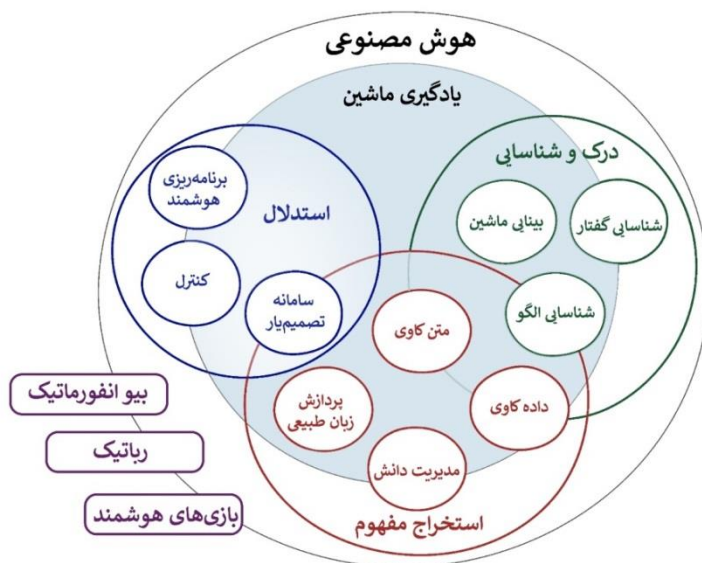 هوش مصنوعی
یادگیری ماشین
درک و شناسایی
شناسایی گفتار
بینایی ماشین
شناسایی الگو
استدلال
برنامه‌ریزی
هوشمند
کنترل
سامانه
تصمیم‌یار
متن کاوی
داده کاوی
پردازش
زبان طبیعی
مدیریت دانش
استخراج مفهوم
بیو انفورماتیک
رباتیک
بازی‌های هوشمند